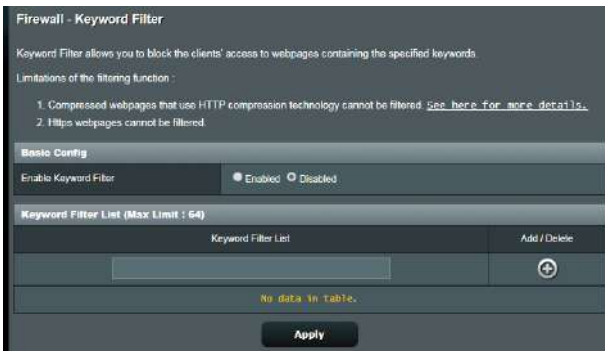 Firewall - Keyword Filter
Keyword Filter allows you to block the clients' access to webpages containing the specified keywords.
Limitations of the filtering function :
1. Compressed webpages that use HTTP compression technology cannot be filtered. See here for more details.
2. Https webpages cannot be filtered.
Basic Config
Enable Keyword Filter Enabled Disabled
Keyword Filter List (Max Limit : 64)
Keyword Filter List Add / Delete
No data in table.
Apply